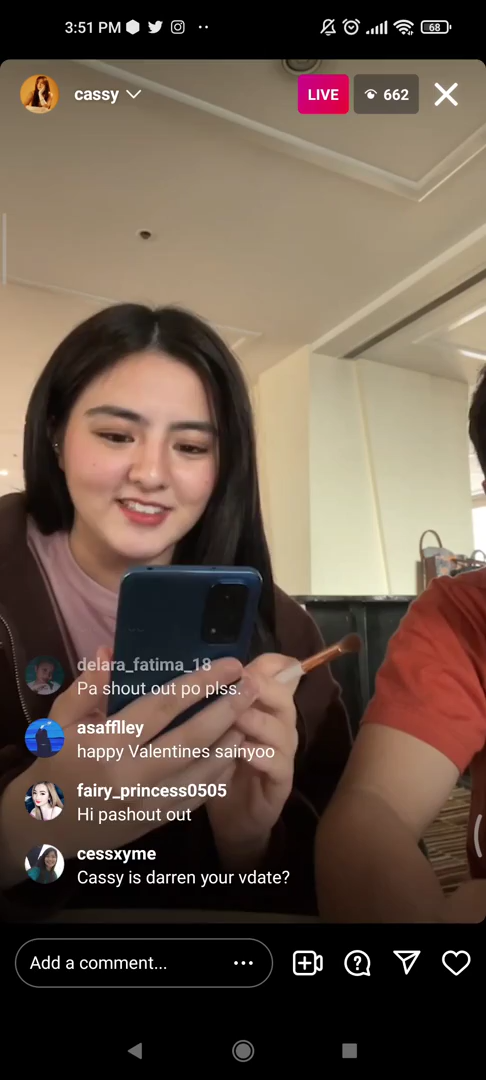 3:51 PM
68
cassy
LIVE
662
delara_fatima_18
Pa shout out po plss.
asafflley
happy Valentines sainyoo
fairy_princess0505
Hi pashout out
cessxyme
Cassy is darren your vdate?
Add a comment...